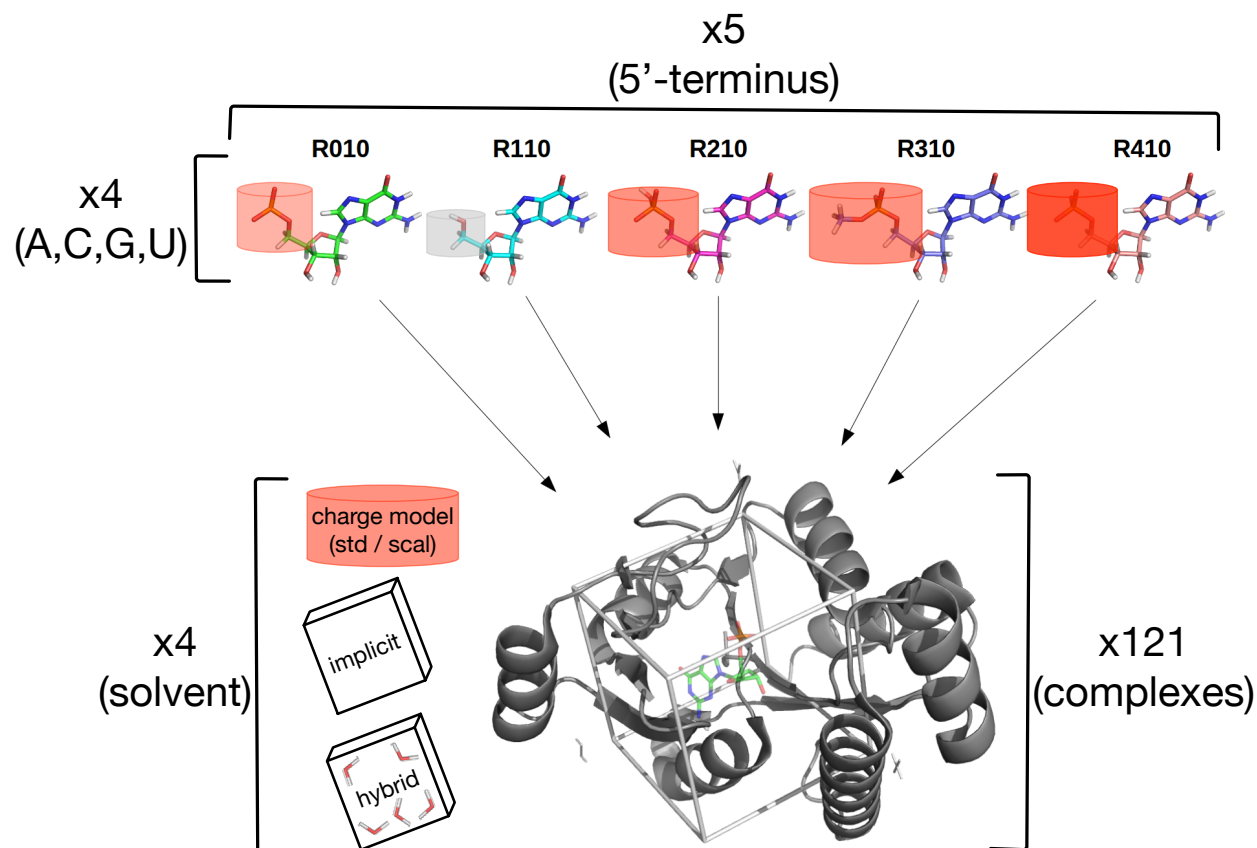 x5
(5’-terminus)
R010 R110 R210 R310 R410
x4
(A,C,G,U)
charge model
(std / scal)
implicit
x4
(solvent)
hybrid
x121
(complexes)